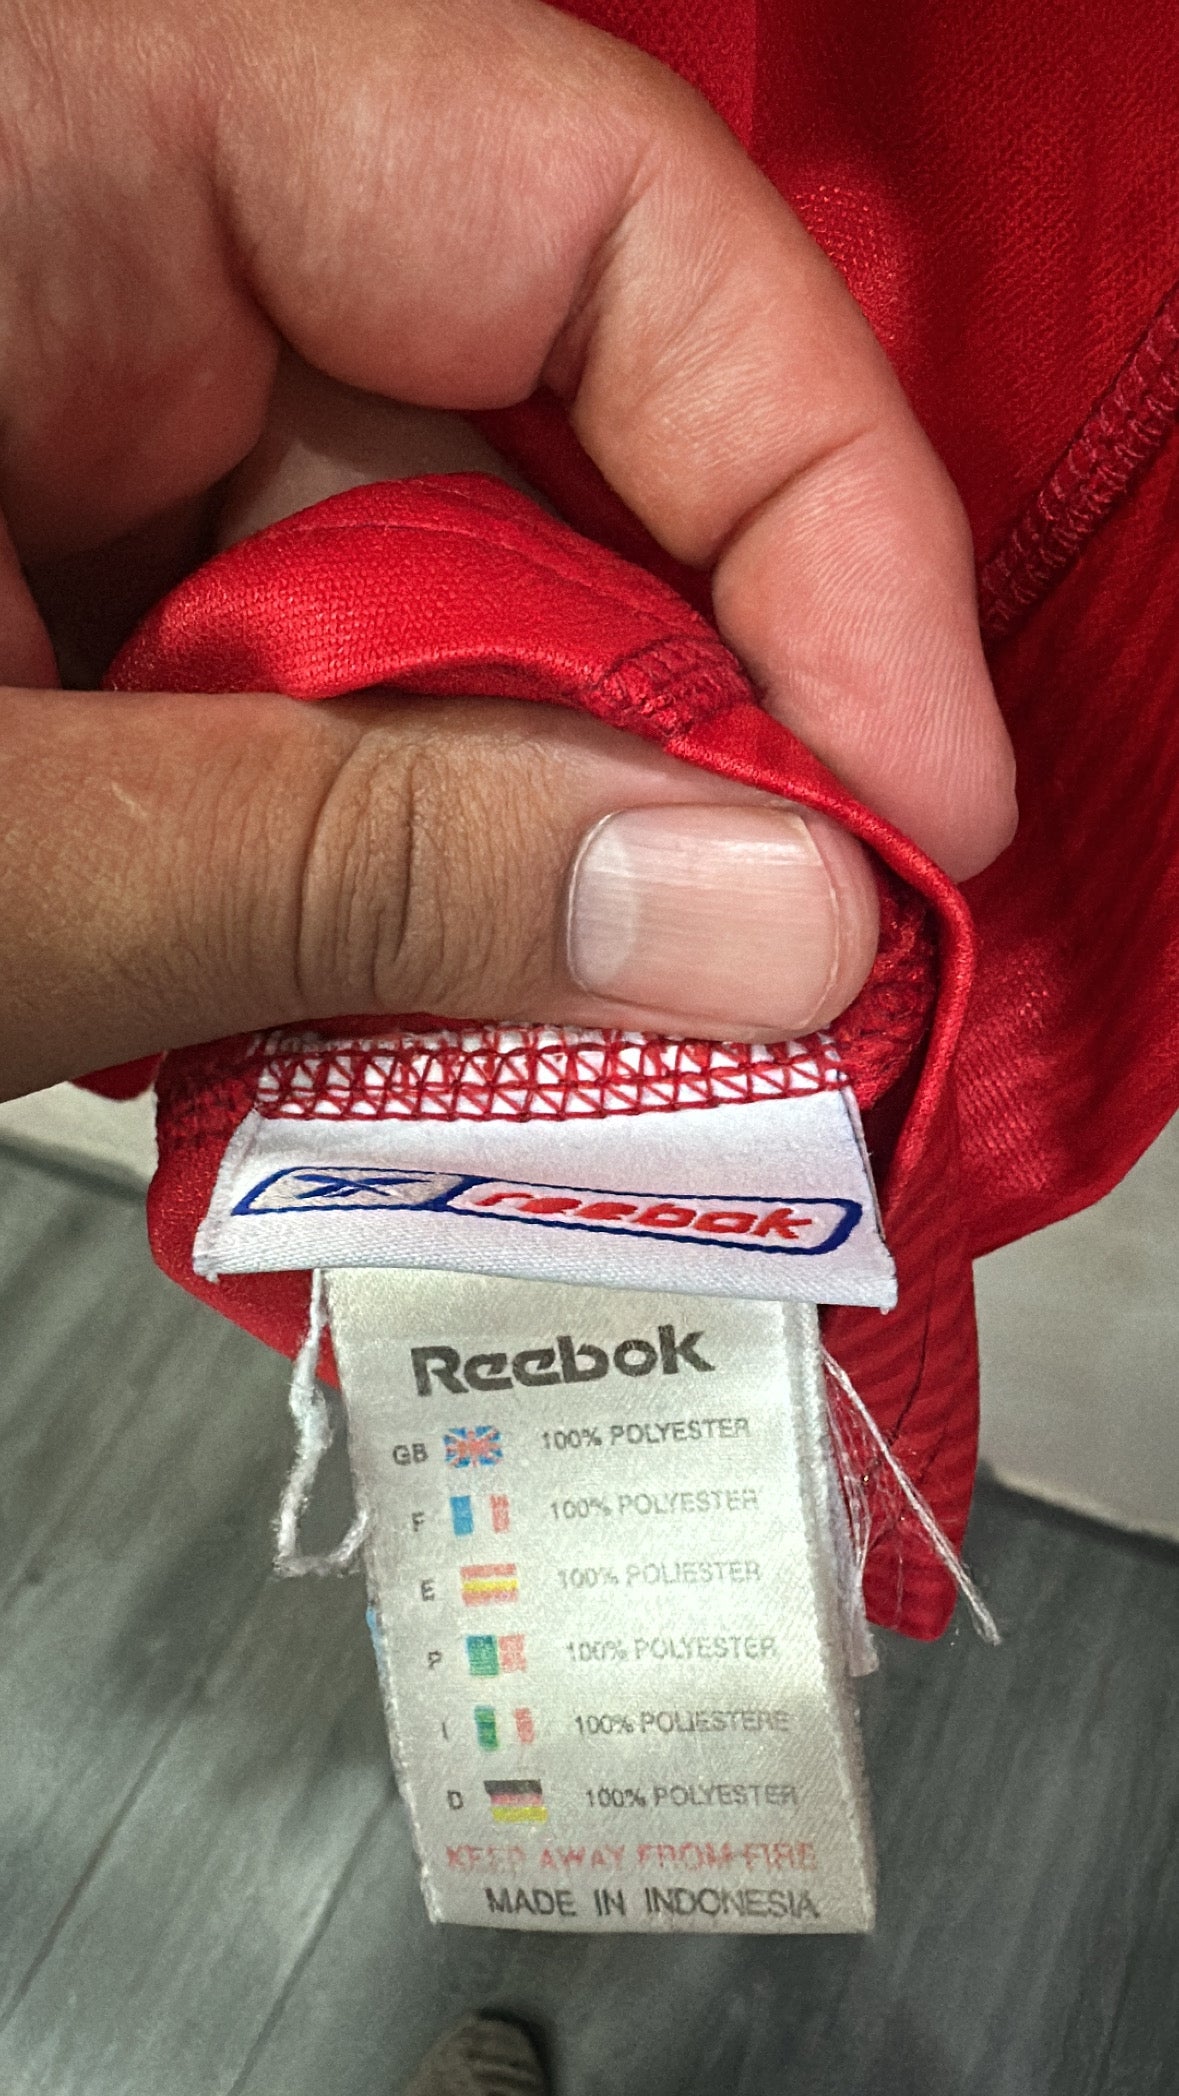 reebok
Reebok
GB 100% POLYESTER
F 100% POLYESTER
E 100% POLIESTER
P 100% POLYESTER
I 100% POLIESTERE
D 100% POLYESTER
KEEP AWAY FROM FIRE
MADE IN INDONESIA